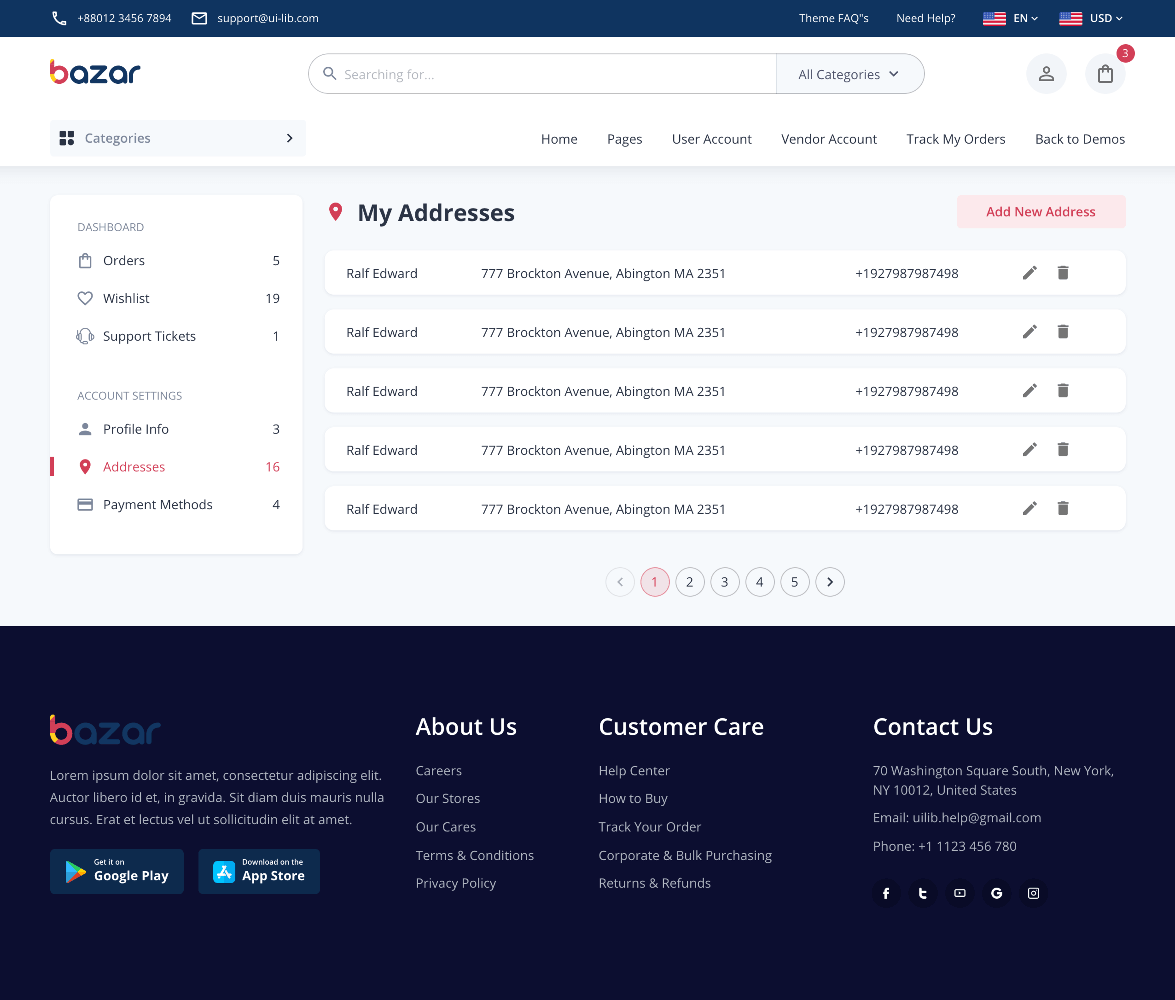 +88012 3456 7894 support@ui-lib.com Theme FAQ"s Need Help? EN USD
bazar Searching for... All Categories 3
Categories Home Pages User Account Vendor Account Track My Orders Back to Demos
DASHBOARD
Orders 5
Wishlist 19
Support Tickets 1
ACCOUNT SETTINGS
Profile Info 3
Addresses 16
Payment Methods 4
My Addresses Add New Address
Ralf Edward 777 Brockton Avenue, Abington MA 2351 +1927987987498
Ralf Edward 777 Brockton Avenue, Abington MA 2351 +1927987987498
Ralf Edward 777 Brockton Avenue, Abington MA 2351 +1927987987498
Ralf Edward 777 Brockton Avenue, Abington MA 2351 +1927987987498
Ralf Edward 777 Brockton Avenue, Abington MA 2351 +1927987987498
1 2 3 4 5
bazar
Lorem ipsum dolor sit amet, consectetur adipiscing elit.
Auctor libero id et, in gravida. Sit diam duis mauris nulla
cursus. Erat et lectus vel ut sollicitudin elit at amet.
Get it on
Google Play
Download on the
App Store
About Us
Careers
Our Stores
Our Cares
Terms & Conditions
Privacy Policy
Customer Care
Help Center
How to Buy
Track Your Order
Corporate & Bulk Purchasing
Returns & Refunds
Contact Us
70 Washington Square South, New York,
NY 10012, United States
Email: uilib.help@gmail.com
Phone: +1 1123 456 780